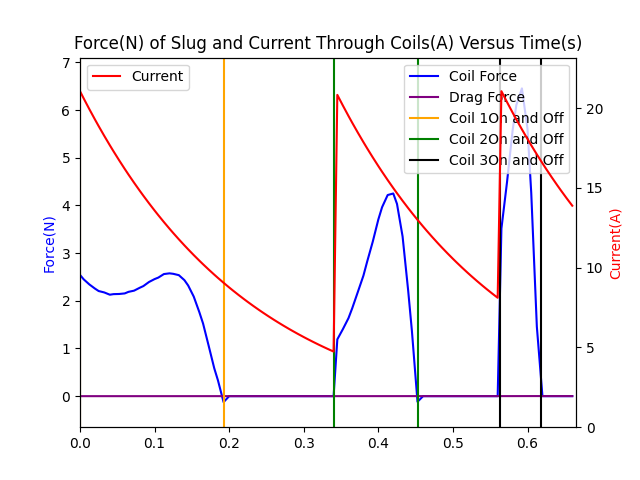 Force(N) of Slug and Current Through Coils(A) Versus Time(s)
Current
Coil Force
Drag Force
Coil 1On and Off
Coil 2On and Off
Coil 3On and Off
Force(N)
7
6
5
4
3
2
1
0
Current(A)
20
15
10
5
0
0.0 0.1 0.2 0.3 0.4 0.5 0.6